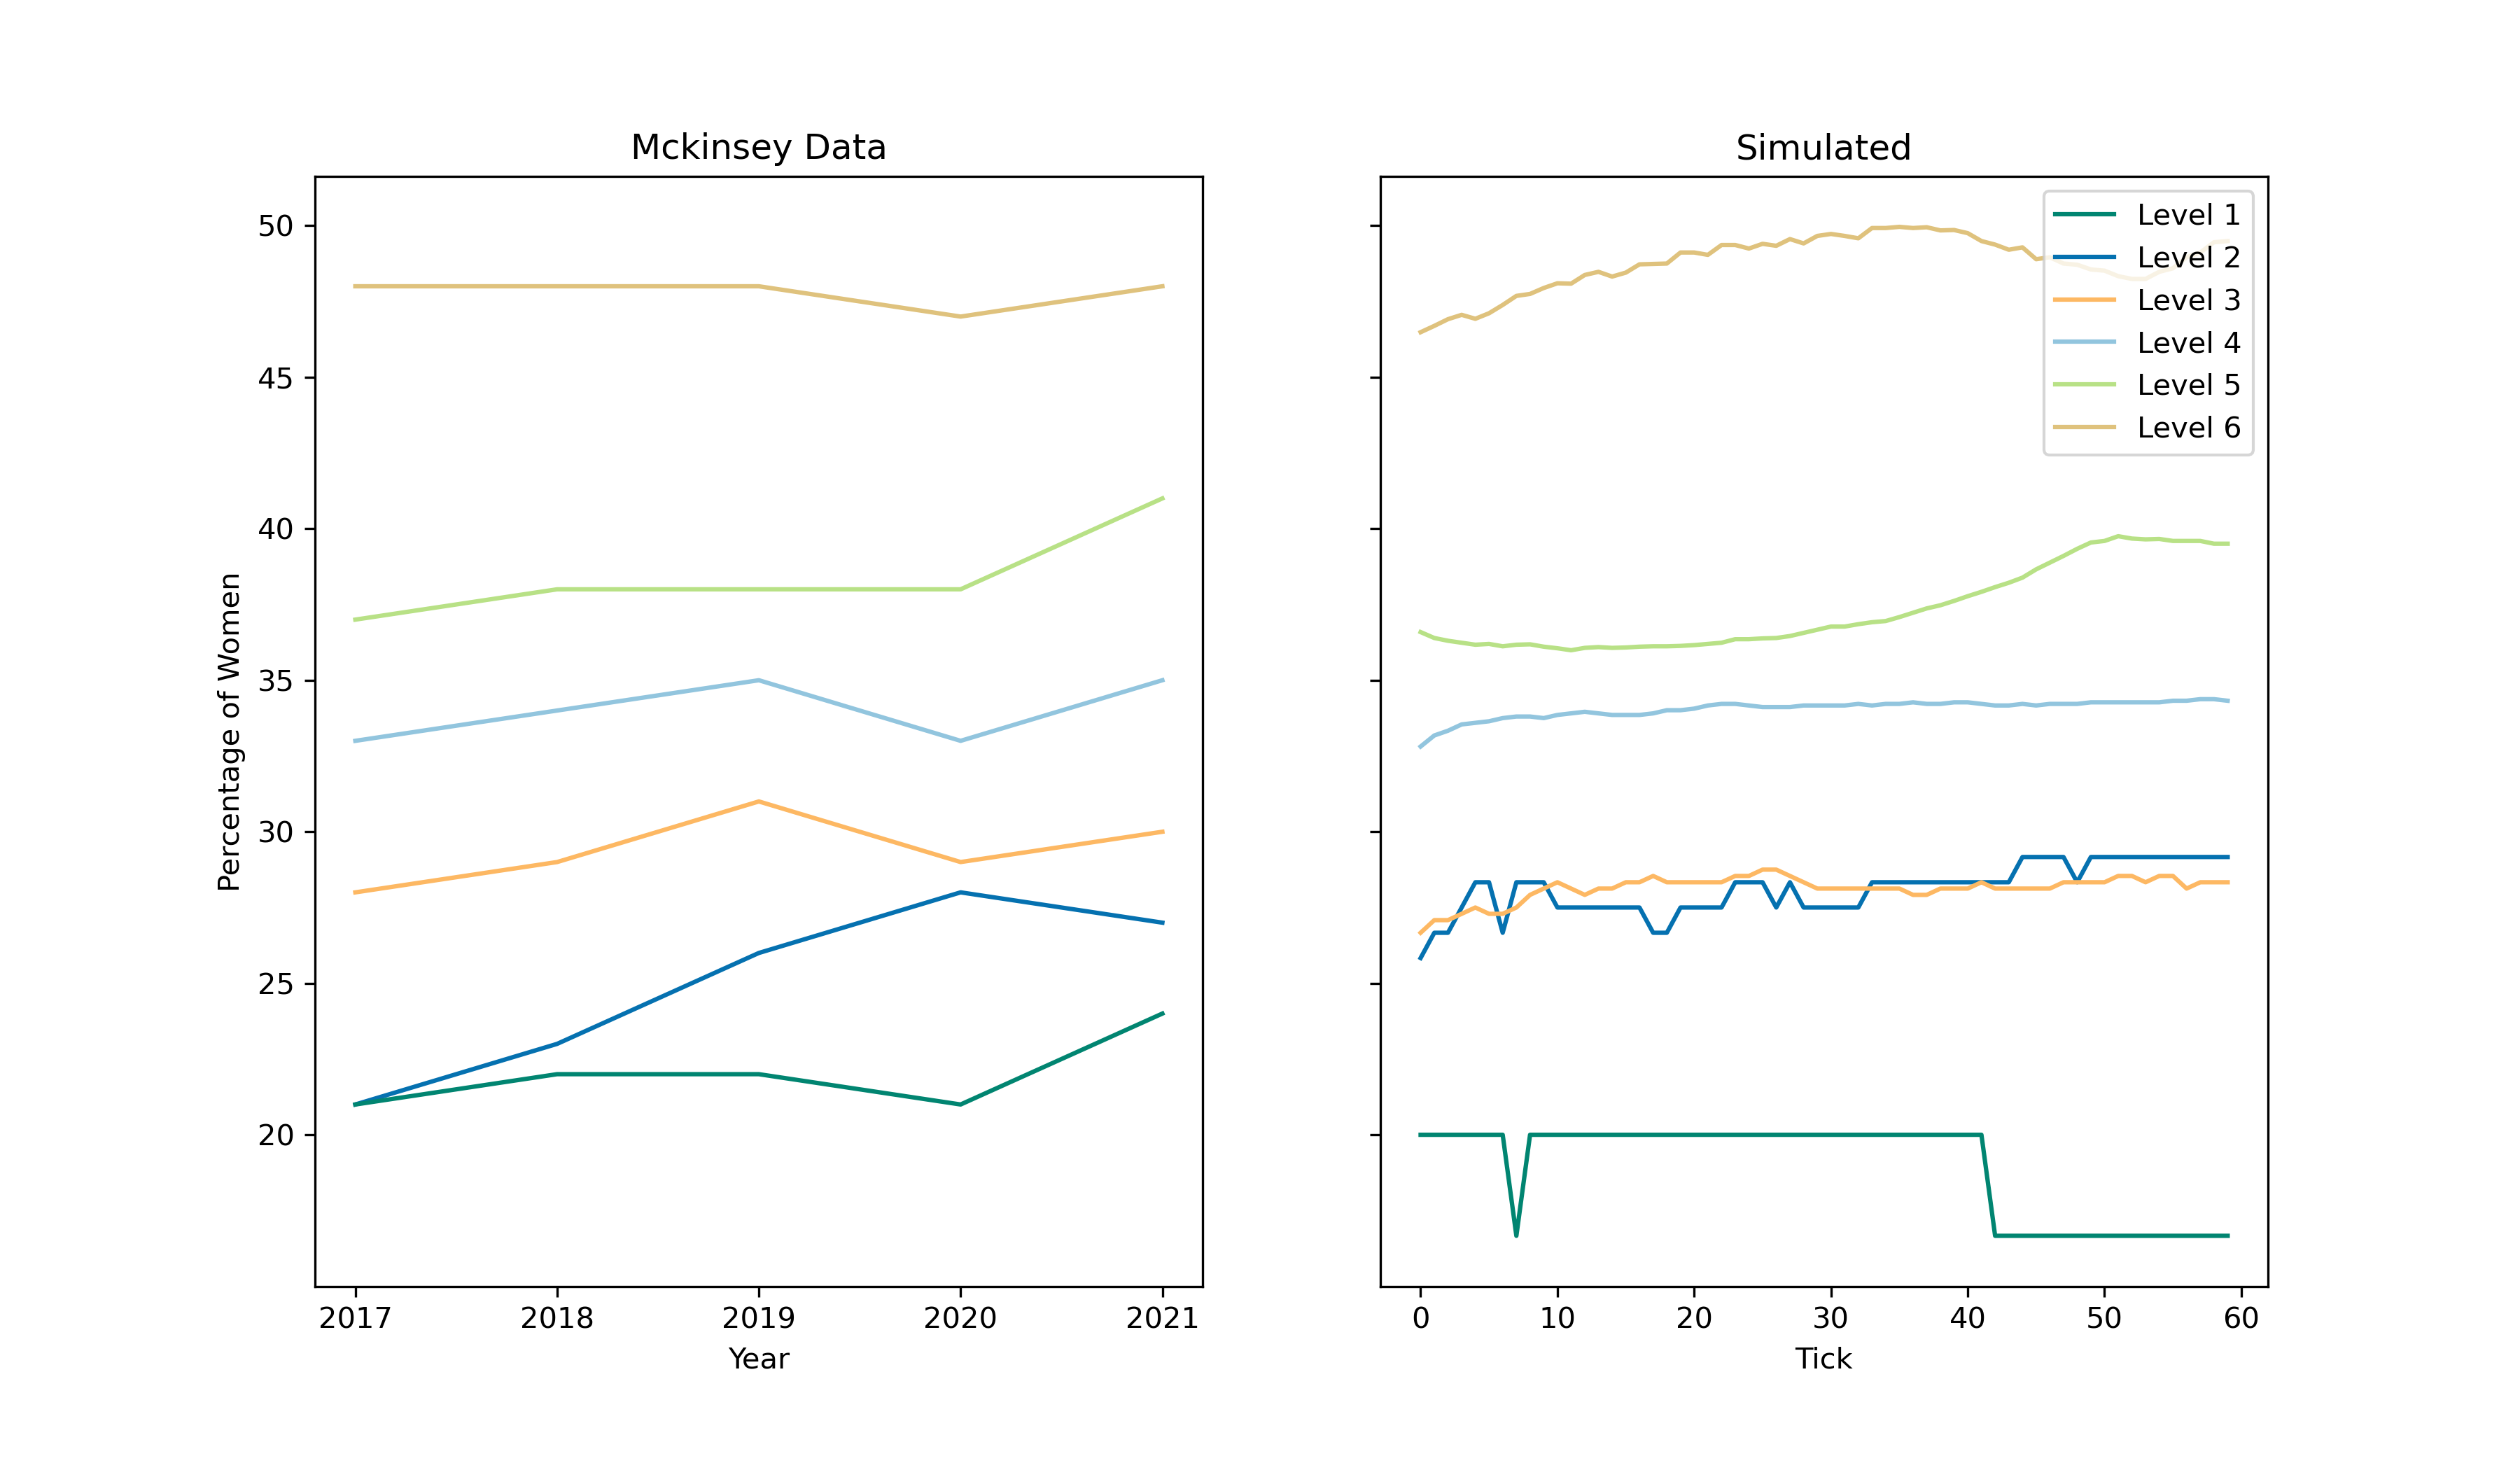 Mckinsey Data
50
45
40
35
30
25
20
Percentage of Women
2017 2018 2019 2020 2021
Year
Simulated
Level 1
Level 2
Level 3
Level 4
Level 5
Level 6
0 10 20 30 40 50 60
Tick